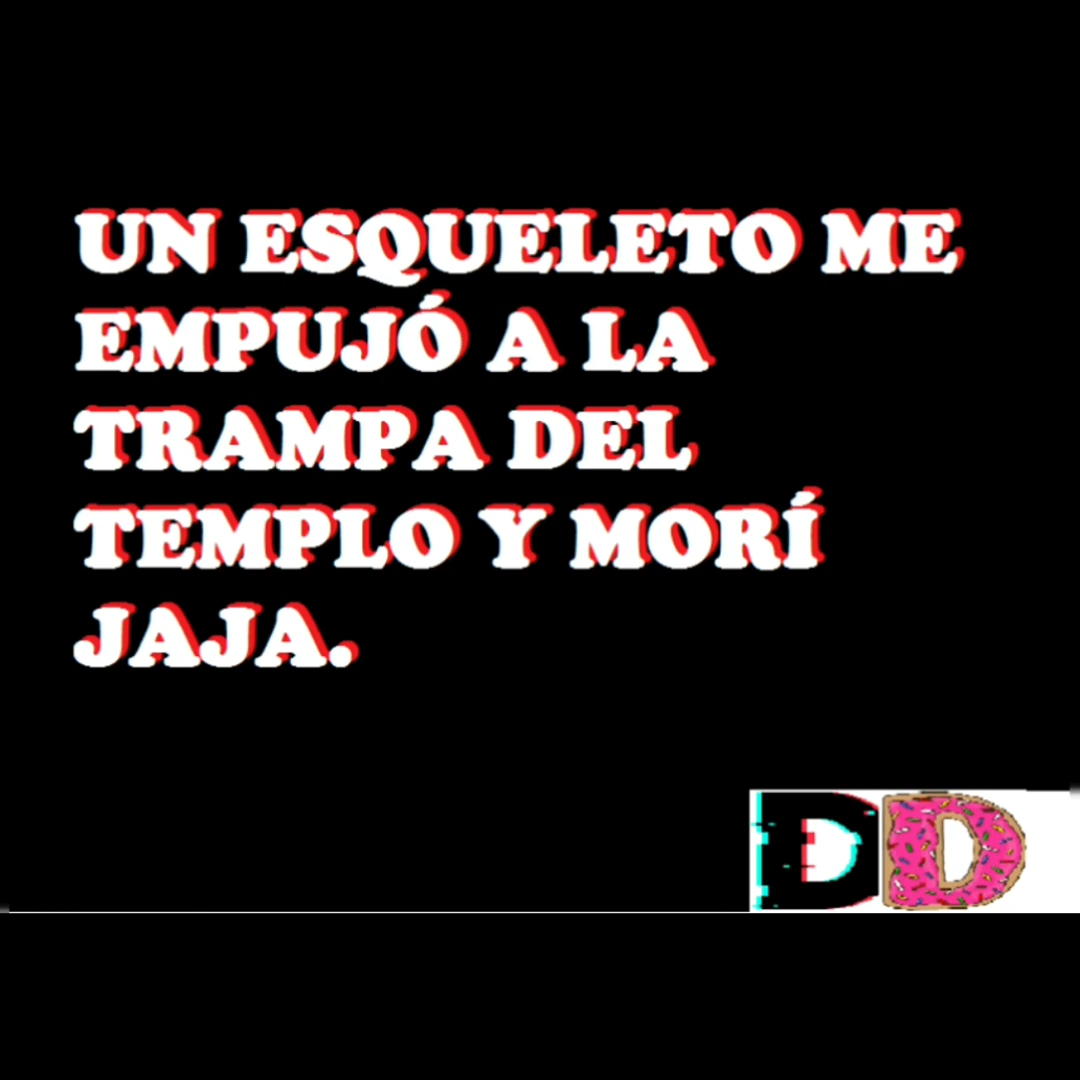 UN ESQUELETO ME
EMPUJÓ A LA
TRAMPA DEL
TEMPLO Y MORÍ
JAJA.
DD